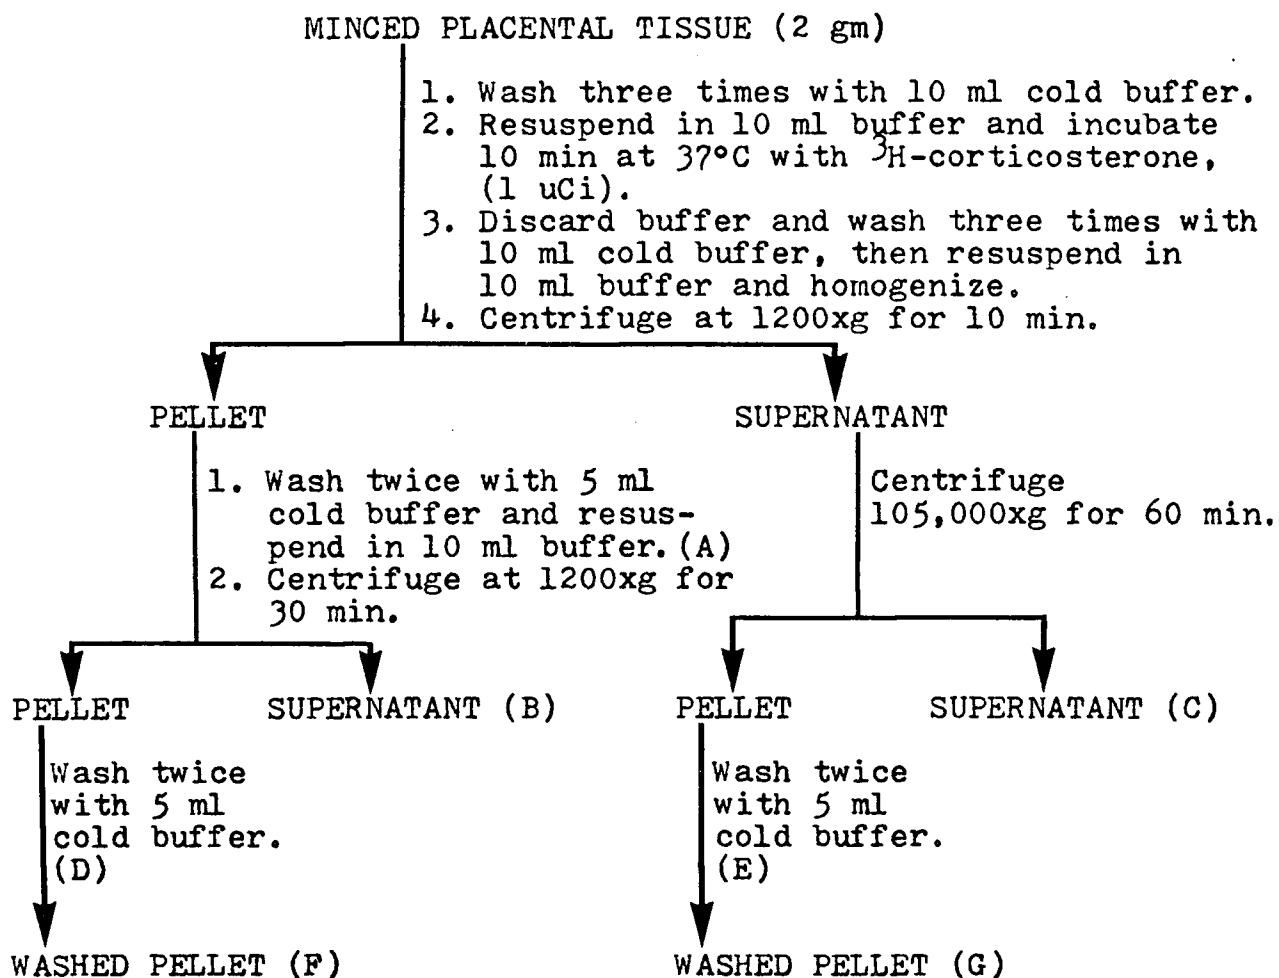 MINCED PLACENTAL TISSUE (2 gm)
1. Wash three times with 10 ml cold buffer.
2. Resuspend in 10 ml buffer and incubate
10 min at 37°C with ³H-corticosterone,
(1 uCi).
3. Discard buffer and wash three times with
10 ml cold buffer, then resuspend in
10 ml buffer and homogenize.
4. Centrifuge at 1200xg for 10 min.
PELLET
SUPERNATANT
1. Wash twice with 5 ml
cold buffer and resus-
pend in 10 ml buffer. (A)
2. Centrifuge at 1200xg for
30 min.
Centrifuge
105,000xg for 60 min.
PELLET
SUPERNATANT (B)
PELLET
SUPERNATANT (C)
Wash twice
with 5 ml
cold buffer.
(D)
Wash twice
with 5 ml
cold buffer.
(E)
WASHED PELLET (F)
WASHED PELLET (G)